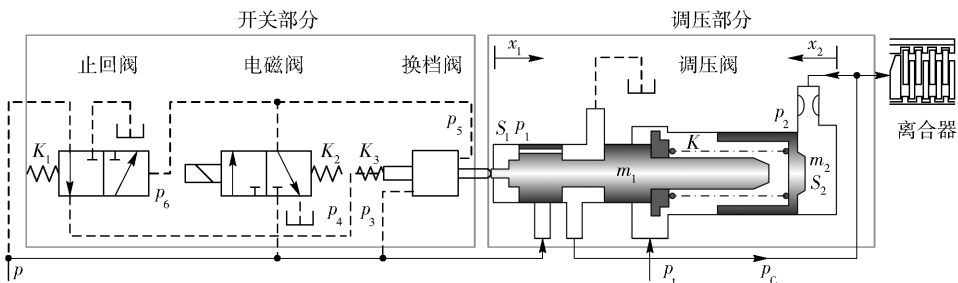 开关部分
调压部分
止回阀
电磁阀
换档阀
x₁
调压阀
x₂
离合器
K₁
K₂
K₃
p₅
S₁ p₁
K
p₂
m₁
m₂
S₂
p₆
p₄
p₃
p
pₜ
p꜀